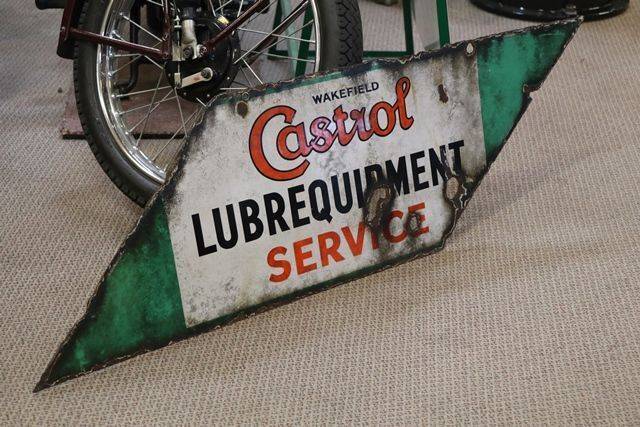 WAKEFIELD
Castrol
LUBREQUIPMENT
SERVICE